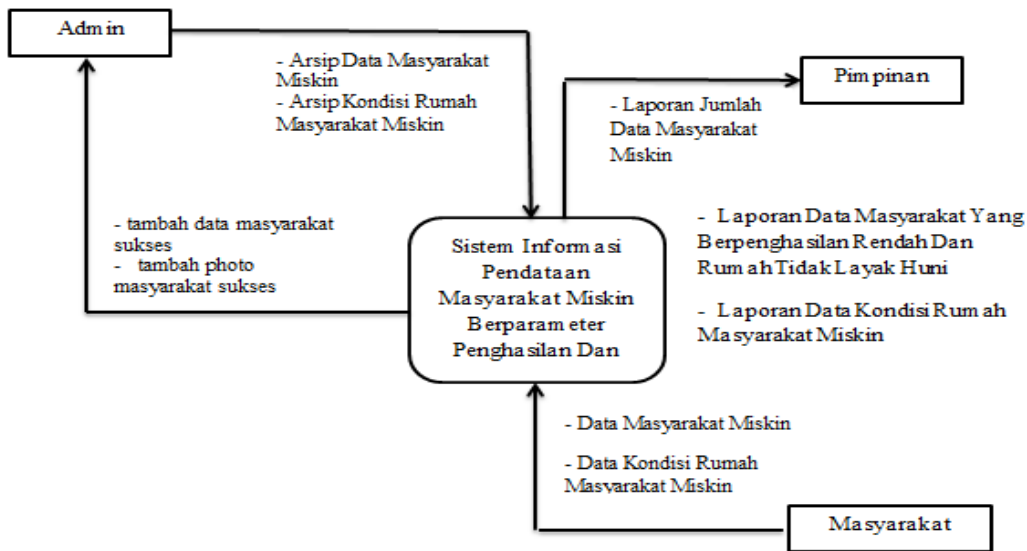 Admin
- Arsip Data Masyarakat
Miskin
- Arsip Kondisi Rumah
Masyarakat Miskin
Pimpinan
- Laporan Jumlah
Data Masyarakat
Miskin
- tambah data masyarakat
sukses
- tambah photo
masyarakat sukses
Sistem Informasi
Pendataan
Masyarakat Miskin
Berparameter
Penghasilan Dan
- Laporan Data Masyarakat Yang
Berpenghasilan Rendah Dan
Rumah Tidak Layak Huni
- Laporan Data Kondisi Rumah
Masyarakat Miskin
- Data Masyarakat Miskin
- Data Kondisi Rumah
Masyarakat Miskin
Masyarakat